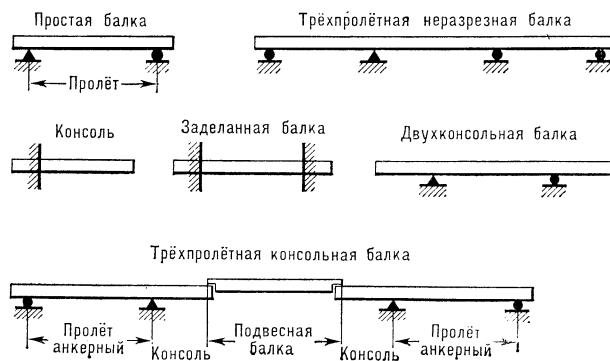 Простая балка
Трёхпролётная неразрезная балка
Пролёт
Консоль
Заделанная балка
Двухконсольная балка
Трёхпролётная консольная балка
Пролёт
анкерный
Консоль
Подвесная
балка
Консоль
Пролёт
анкерный